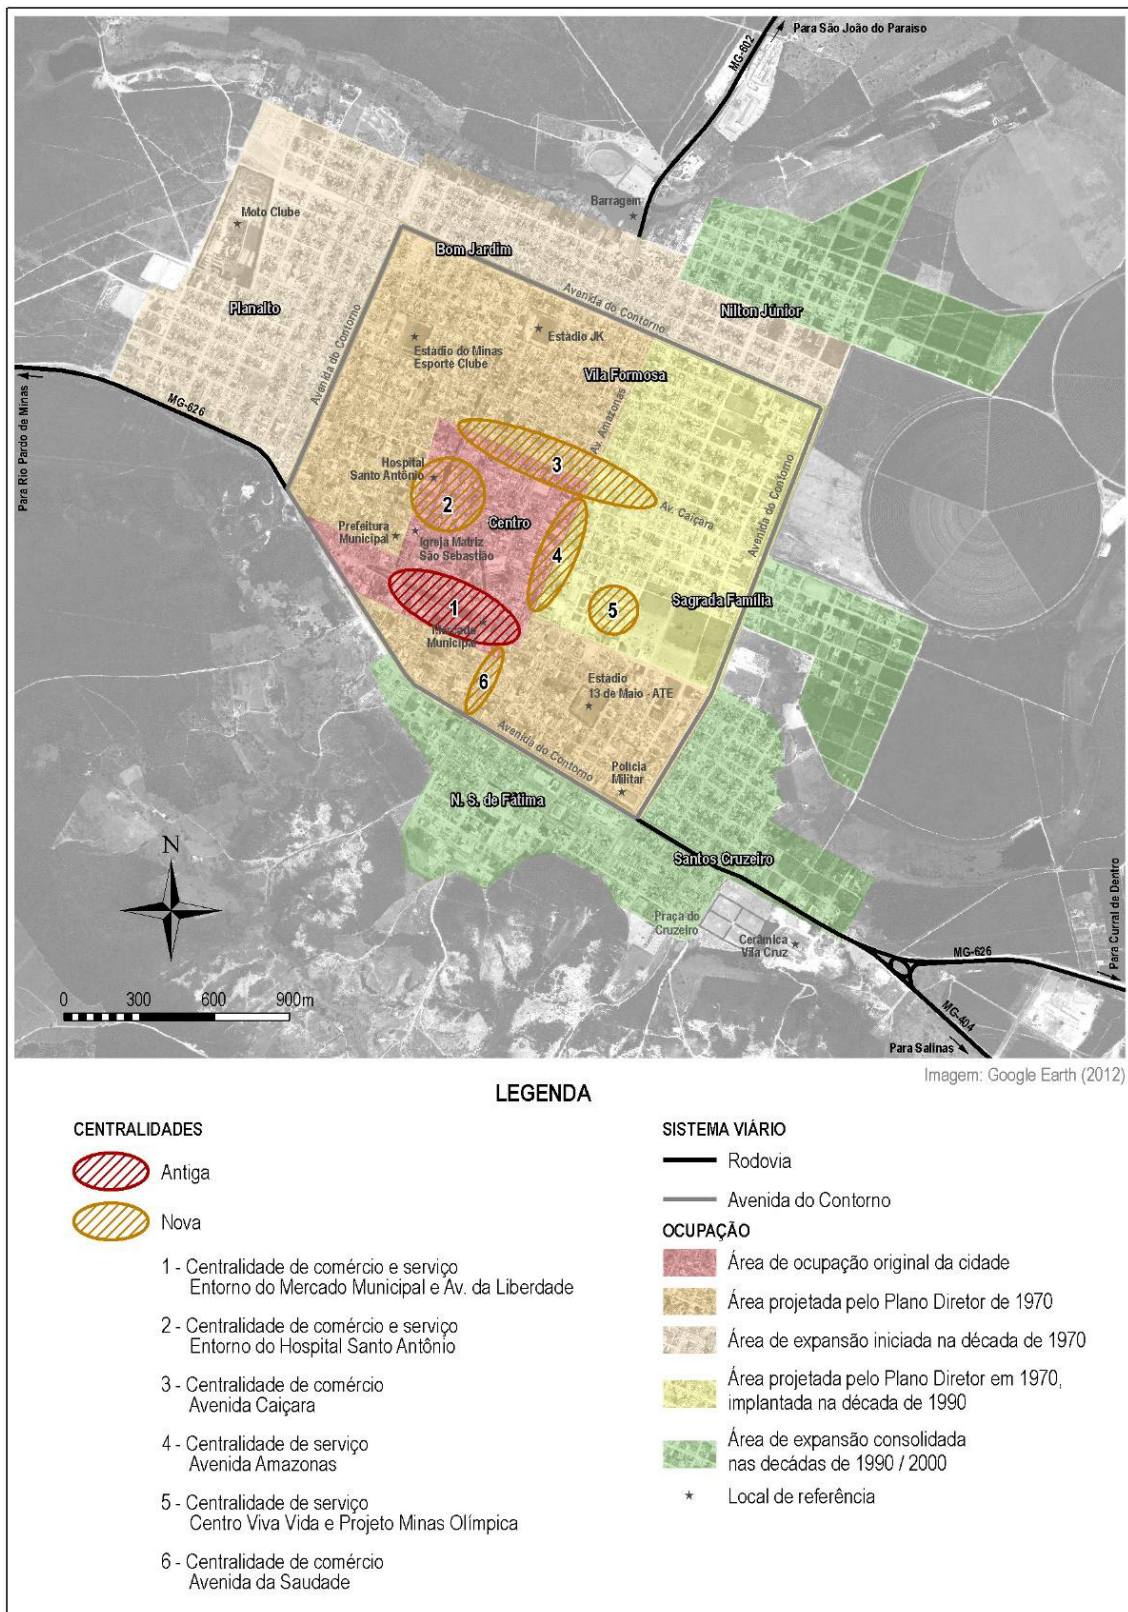 Para São João do Paraiso
MG-602
Barragem
Moto Clube
Bom Jardim
Planalto
Avenida do Contorno
Nilton Júnior
Avenida do Contorno
Estádio JK
Estádio do Minas
Esporte Clube
Vila Formosa
Av. Amazonas
MG-626
Para Rio Pardo de Minas
3
Hospital
Santo Antônio
2
Centro
Av. Caiçara
Avenida do Contorno
Prefeitura
Municipal
Igreja Matriz
São Sebastião
4
1
5
Sagrada Família
Mercado
Municipal
6
Estádio
13 de Maio - ATE
Avenida do Contorno
Polícia
Militar
N. S. de Fátima
Santos Cruzeiro
N
Praça do
Cruzeiro
Cerâmica
Vila Cruz
MG-626
Para Curral de Dentro
MG-404
Para Salinas
0 300 600 900m
Imagem: Google Earth (2012)
LEGENDA
CENTRALIDADES
Antiga
Nova
1 - Centralidade de comércio e serviço
Entorno do Mercado Municipal e Av. da Liberdade
2 - Centralidade de comércio e serviço
Entorno do Hospital Santo Antônio
3 - Centralidade de comércio
Avenida Caiçara
4 - Centralidade de serviço
Avenida Amazonas
5 - Centralidade de serviço
Centro Viva Vida e Projeto Minas Olímpica
6 - Centralidade de comércio
Avenida da Saudade
SISTEMA VIÁRIO
Rodovia
Avenida do Contorno
OCUPAÇÃO
Área de ocupação original da cidade
Área projetada pelo Plano Diretor de 1970
Área de expansão iniciada na década de 1970
Área projetada pelo Plano Diretor em 1970,
implantada na década de 1990
Área de expansão consolidada
nas decádas de 1990 / 2000
Local de referência